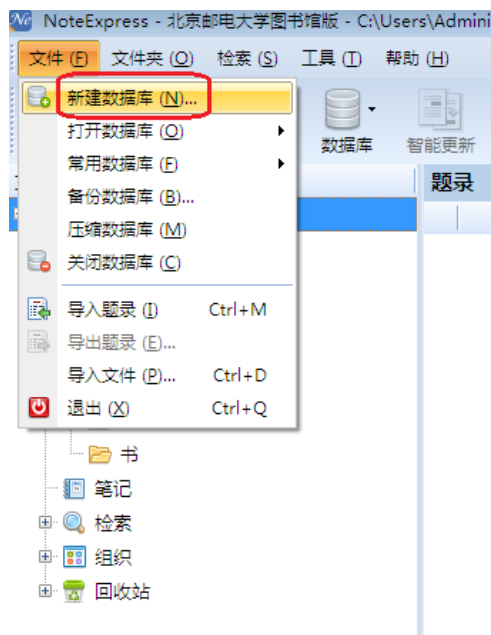 NoteExpress - 北京邮电大学图书馆版 - C:\Users\Admini
文件 (F) 文件夹 (O) 检索 (S) 工具 (T) 帮助 (H)
新建数据库 (N)...
打开数据库 (O)
常用数据库 (F)
备份数据库 (B)...
压缩数据库 (M)
关闭数据库 (C)
导入题录 (I) Ctrl+M
导出题录 (E)...
导入文件 (P)... Ctrl+D
退出 (X) Ctrl+Q
数据库 智能更新
题录
书
笔记
检索
组织
回收站